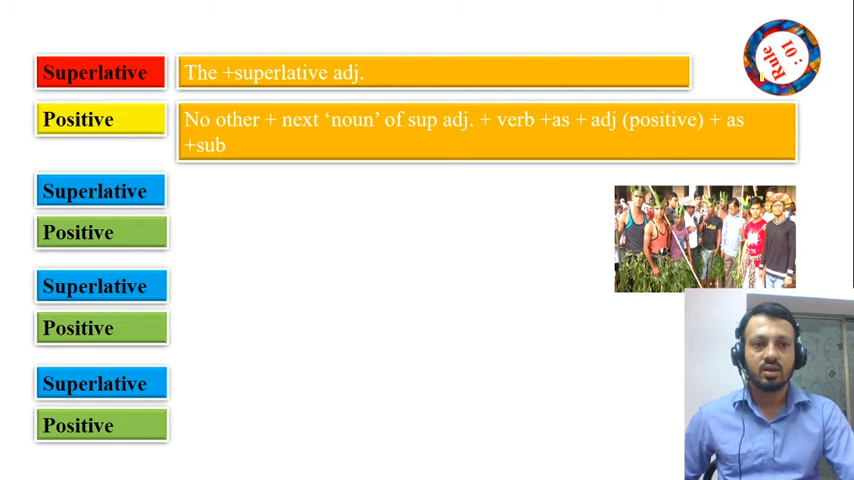 Rule
: 01
Superlative
The +superlative adj.
Positive
No other + next ‘noun’ of sup adj. + verb +as + adj (positive) + as
+sub
Superlative
Positive
Superlative
Positive
Superlative
Positive